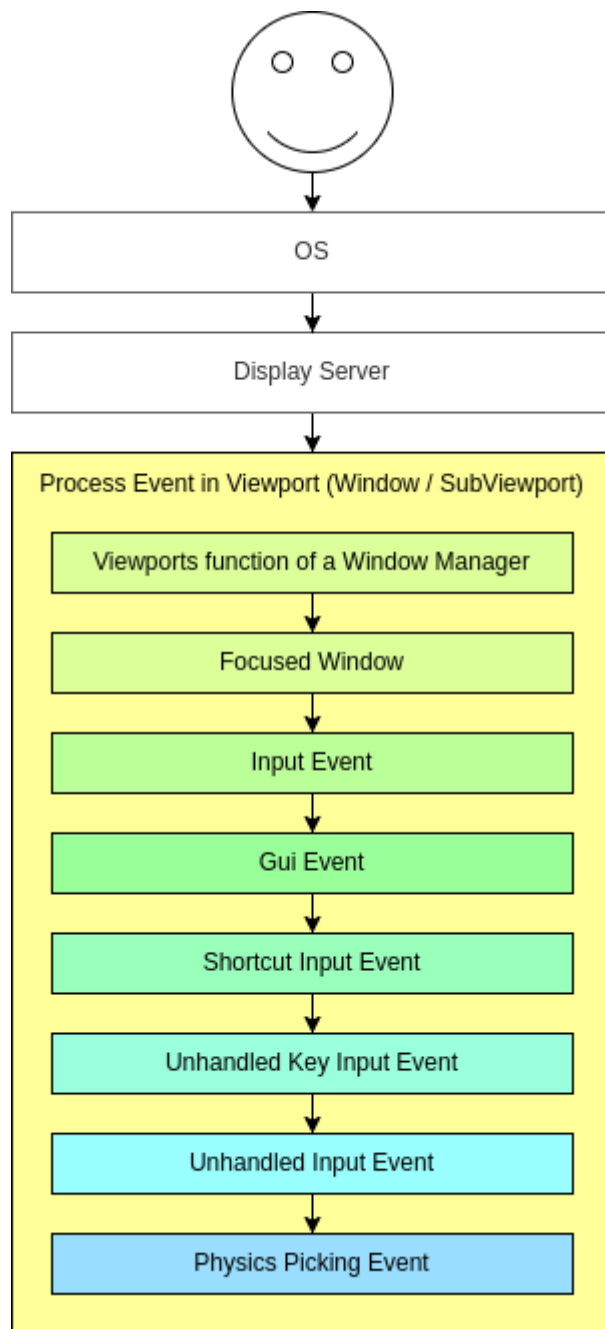 OS
Display Server
Process Event in Viewport (Window / SubViewport)
Viewports function of a Window Manager
Focused Window
Input Event
Gui Event
Shortcut Input Event
Unhandled Key Input Event
Unhandled Input Event
Physics Picking Event